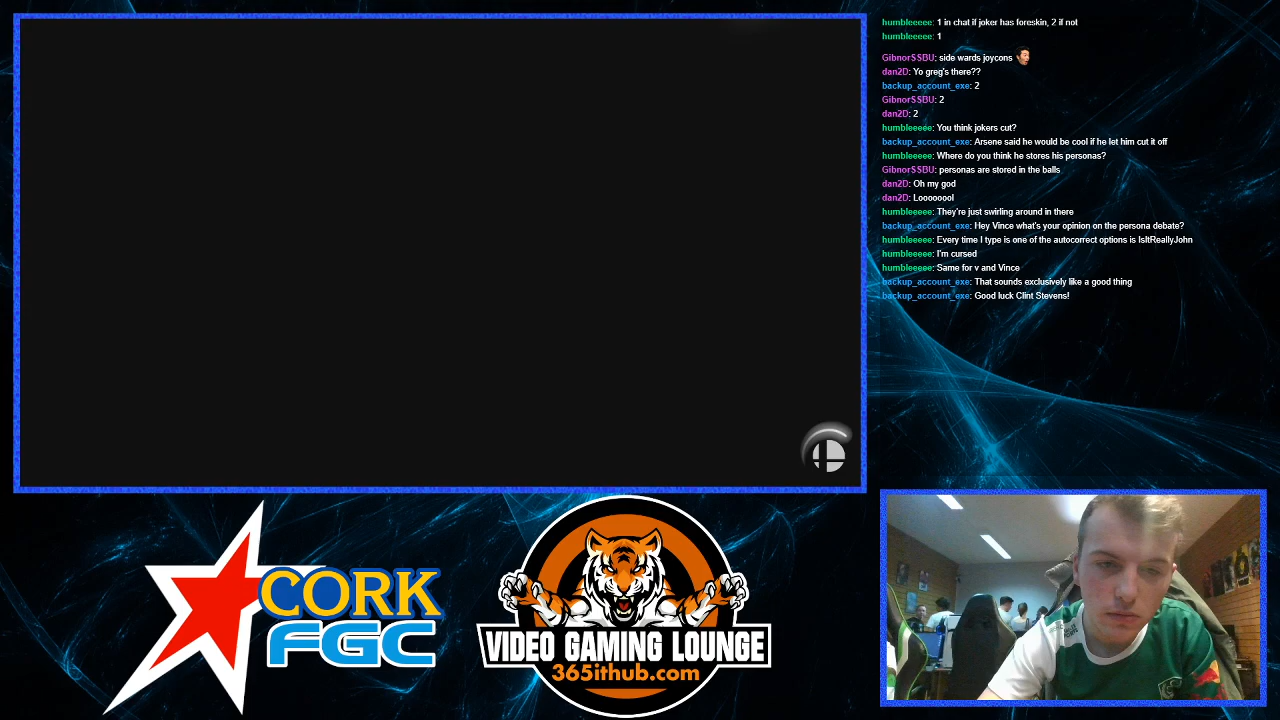 humbleeeee: 1 in chat if joker has foreskin, 2 if not
humbleeeee: 1
GibnorSSBU: side wards joycons
dan2D: Yo greg's there??
backup_account_exe: 2
GibnorSSBU: 2
dan2D: 2
humbleeeee: You think jokers cut?
backup_account_exe: Arsene said he would be cool if he let him cut it off
humbleeeee: Where do you think he stores his personas?
GibnorSSBU: personas are stored in the balls
dan2D: Oh my god
dan2D: Loooooool
humbleeeee: They're just swirling around in there
backup_account_exe: Hey Vince what's your opinion on the persona debate?
humbleeeee: Every time I type is one of the autocorrect options is IsItReallyJohn
humbleeeee: I'm cursed
humbleeeee: Same for v and Vince
backup_account_exe: That sounds exclusively like a good thing
backup_account_exe: Good luck Clint Stevens!
CORK
FGC
VIDEO GAMING LOUNGE
365ithub.com